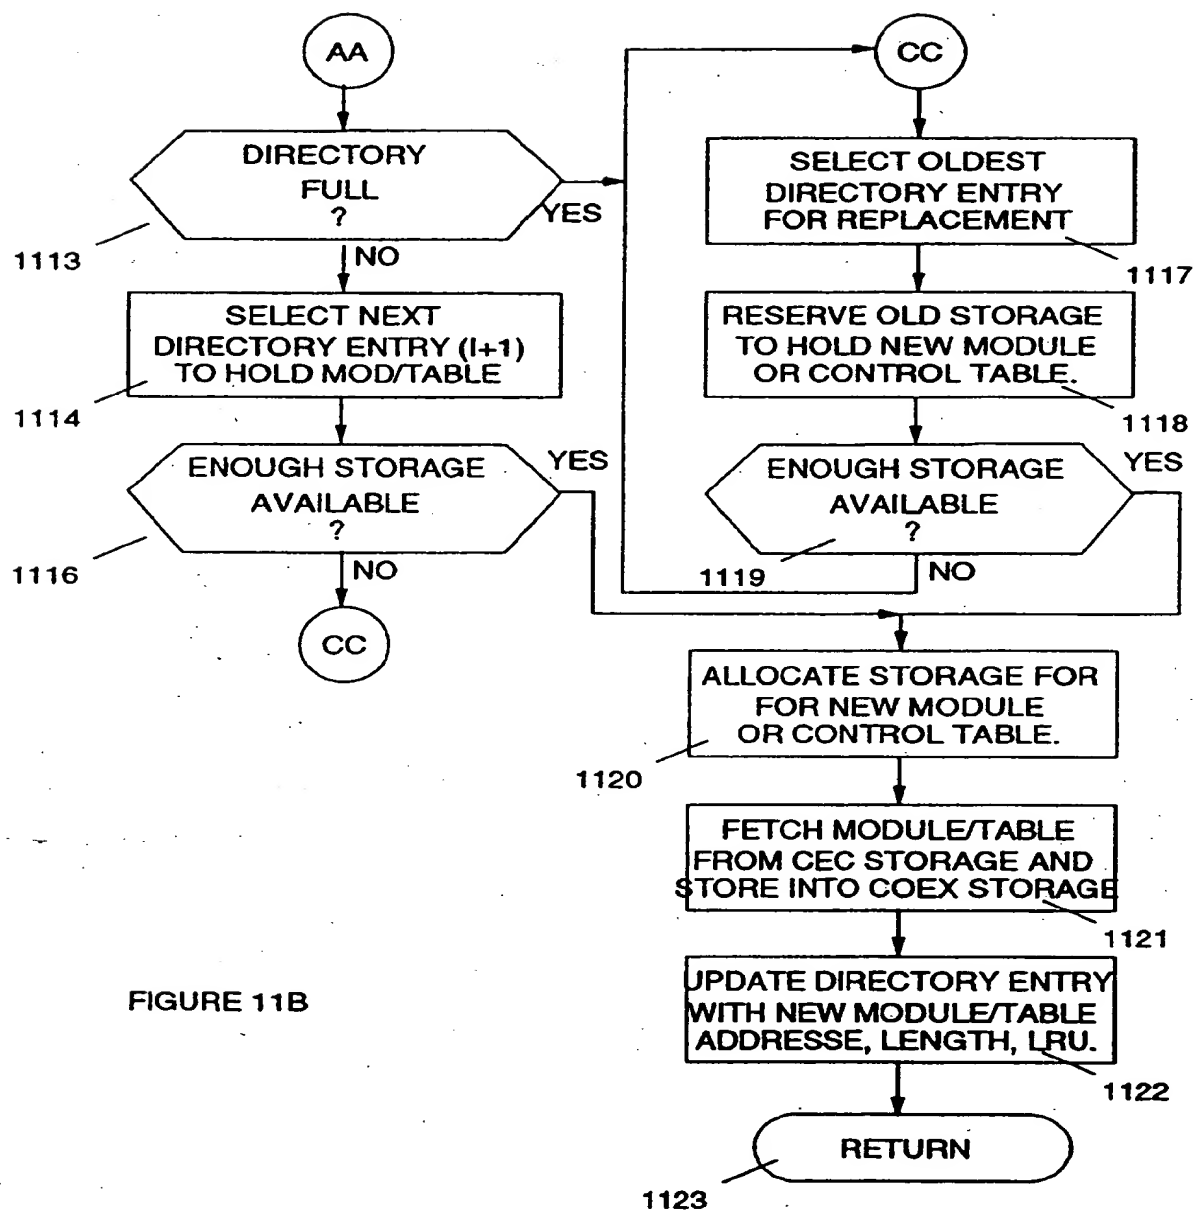 AA
DIRECTORY
FULL
?
YES
1113
NO
SELECT NEXT
DIRECTORY ENTRY (I+1)
TO HOLD MOD/TABLE
1114
ENOUGH STORAGE
AVAILABLE
?
YES
1116
NO
CC
CC
SELECT OLDEST
DIRECTORY ENTRY
FOR REPLACEMENT
1117
RESERVE OLD STORAGE
TO HOLD NEW MODULE
OR CONTROL TABLE.
1118
ENOUGH STORAGE
AVAILABLE
?
YES
1119
NO
ALLOCATE STORAGE FOR
FOR NEW MODULE
OR CONTROL TABLE.
1120
FETCH MODULE/TABLE
FROM CEC STORAGE AND
STORE INTO COEX STORAGE
1121
UPDATE DIRECTORY ENTRY
WITH NEW MODULE/TABLE
ADDRESSE, LENGTH, LRU.
1122
RETURN
1123
FIGURE 11B